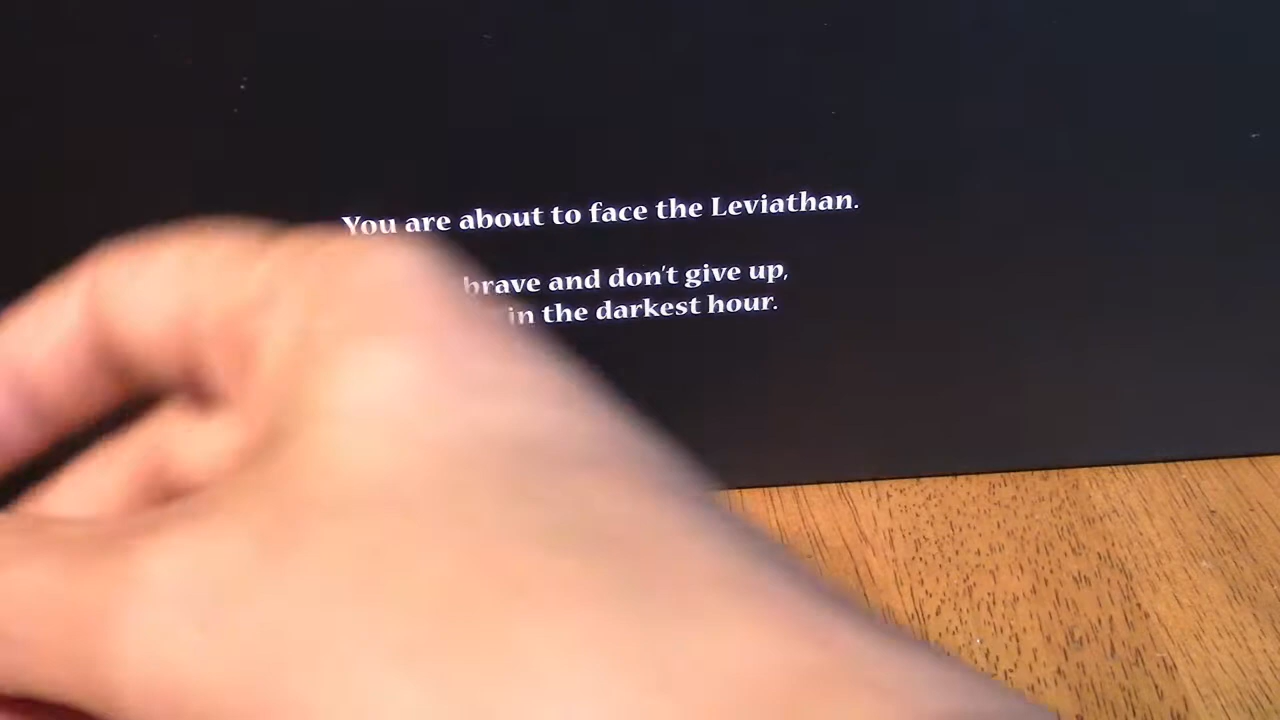 You are about to face the Leviathan.
brave and don't give up,
in the darkest hour.